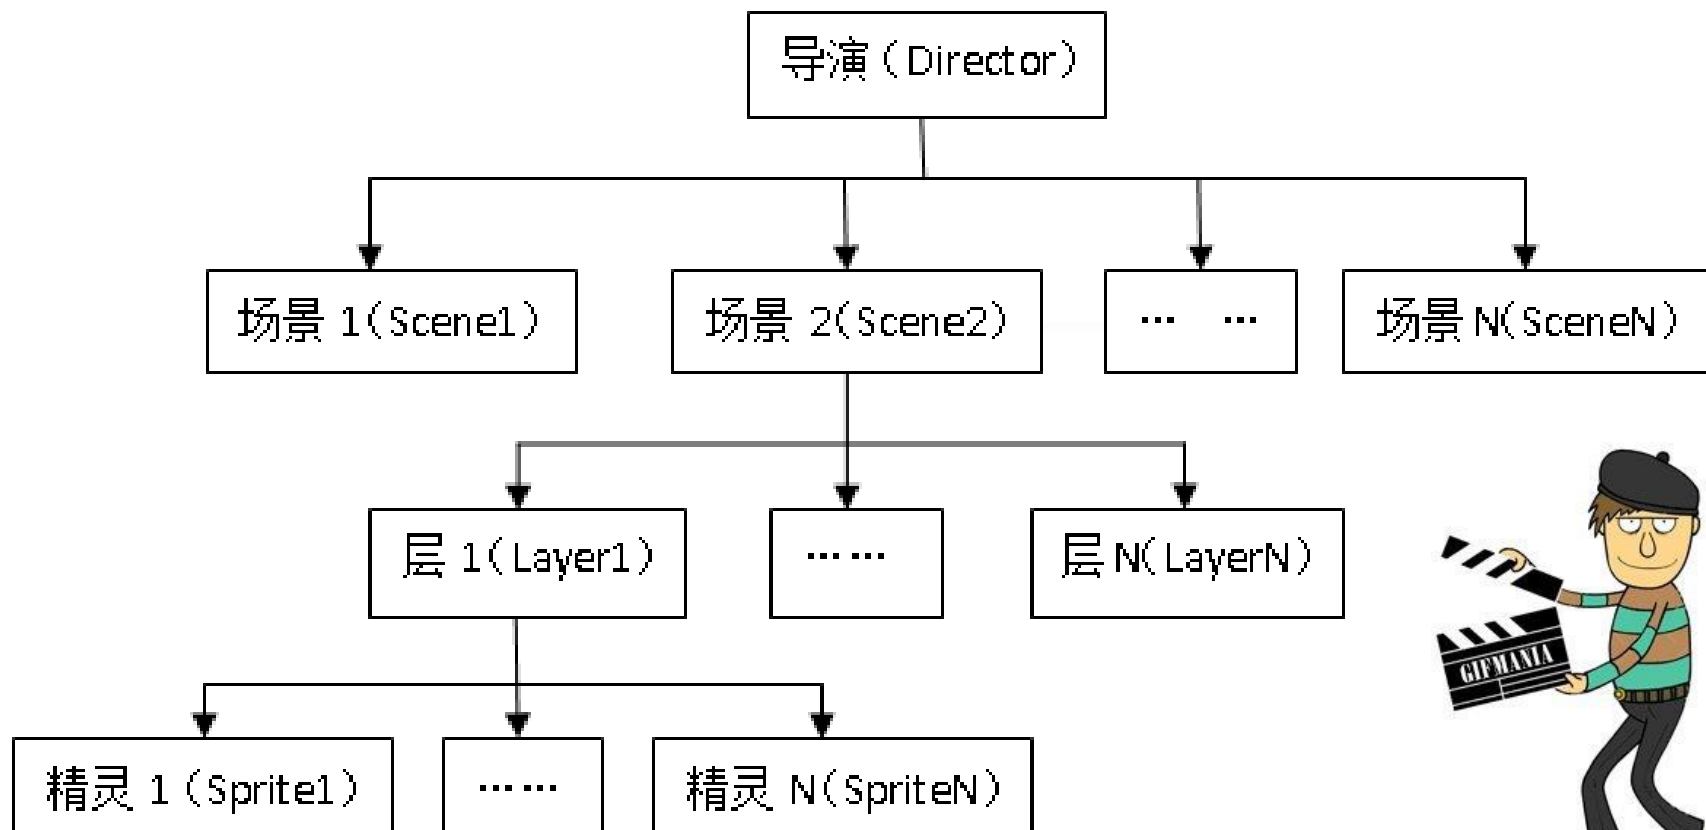 导演（Director）
场景 1(Scene1) 场景 2(Scene2) … … 场景 N(SceneN)
层 1(Layer1) …… 层 N(LayerN)
GIFMANIA
精灵 1（Sprite1) …… 精灵 N(SpriteN)